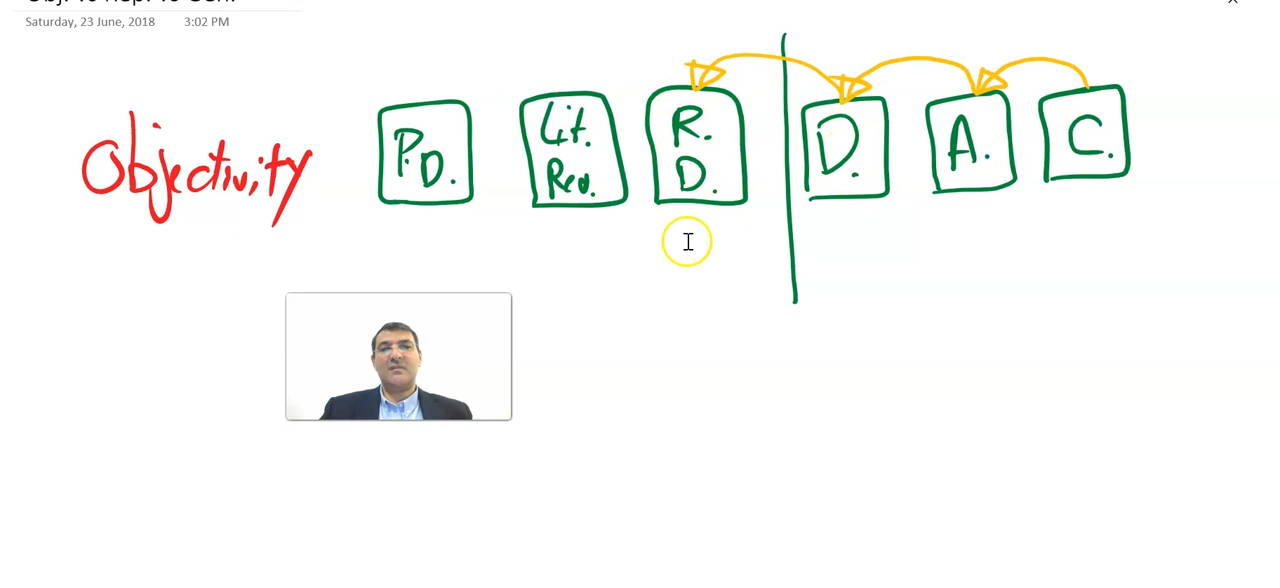 Saturday, 23 June, 2018 3:02 PM
Objectivity
P.D.
Lit. Rev.
R. D.
D.
A.
C.